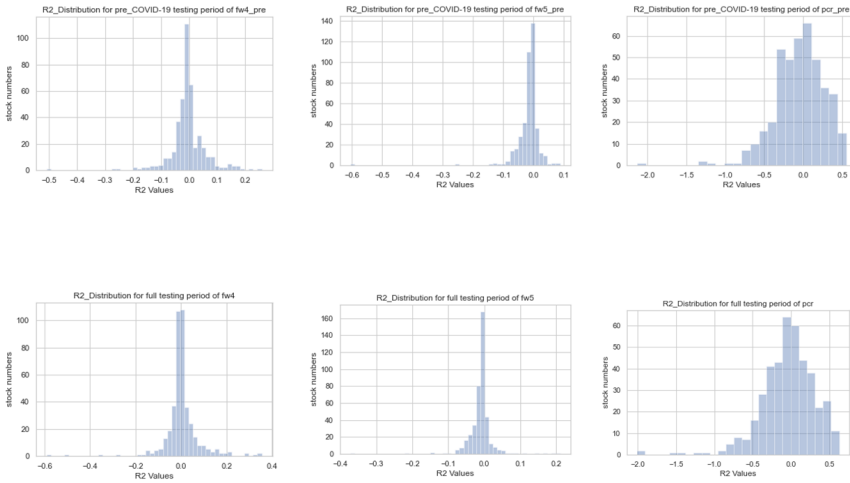 R2_Distribution for pre_COVID-19 testing period of fw4_pre
100
80
60
40
20
0
stock numbers
−0.5 −0.4 −0.3 −0.2 −0.1 0.0 0.1 0.2
R2 Values
R2_Distribution for pre_COVID-19 testing period of fw5_pre
140
120
100
80
60
40
20
0
stock numbers
−0.6 −0.5 −0.4 −0.3 −0.2 −0.1 0.0 0.1
R2 Values
R2_Distribution for pre_COVID-19 testing period of pcr_pre
60
50
40
30
20
10
0
stock numbers
−2.0 −1.5 −1.0 −0.5 0.0 0.5
R2 Values
R2_Distribution for full testing period of fw4
100
80
60
40
20
0
stock numbers
−0.6 −0.4 −0.2 0.0 0.2 0.4
R2 Values
R2_Distribution for full testing period of fw5
160
140
120
100
80
60
40
20
0
stock numbers
−0.4 −0.3 −0.2 −0.1 0.0 0.1 0.2
R2 Values
R2_Distribution for full testing period of pcr
60
50
40
30
20
10
0
stock numbers
−2.0 −1.5 −1.0 −0.5 0.0 0.5
R2 Values